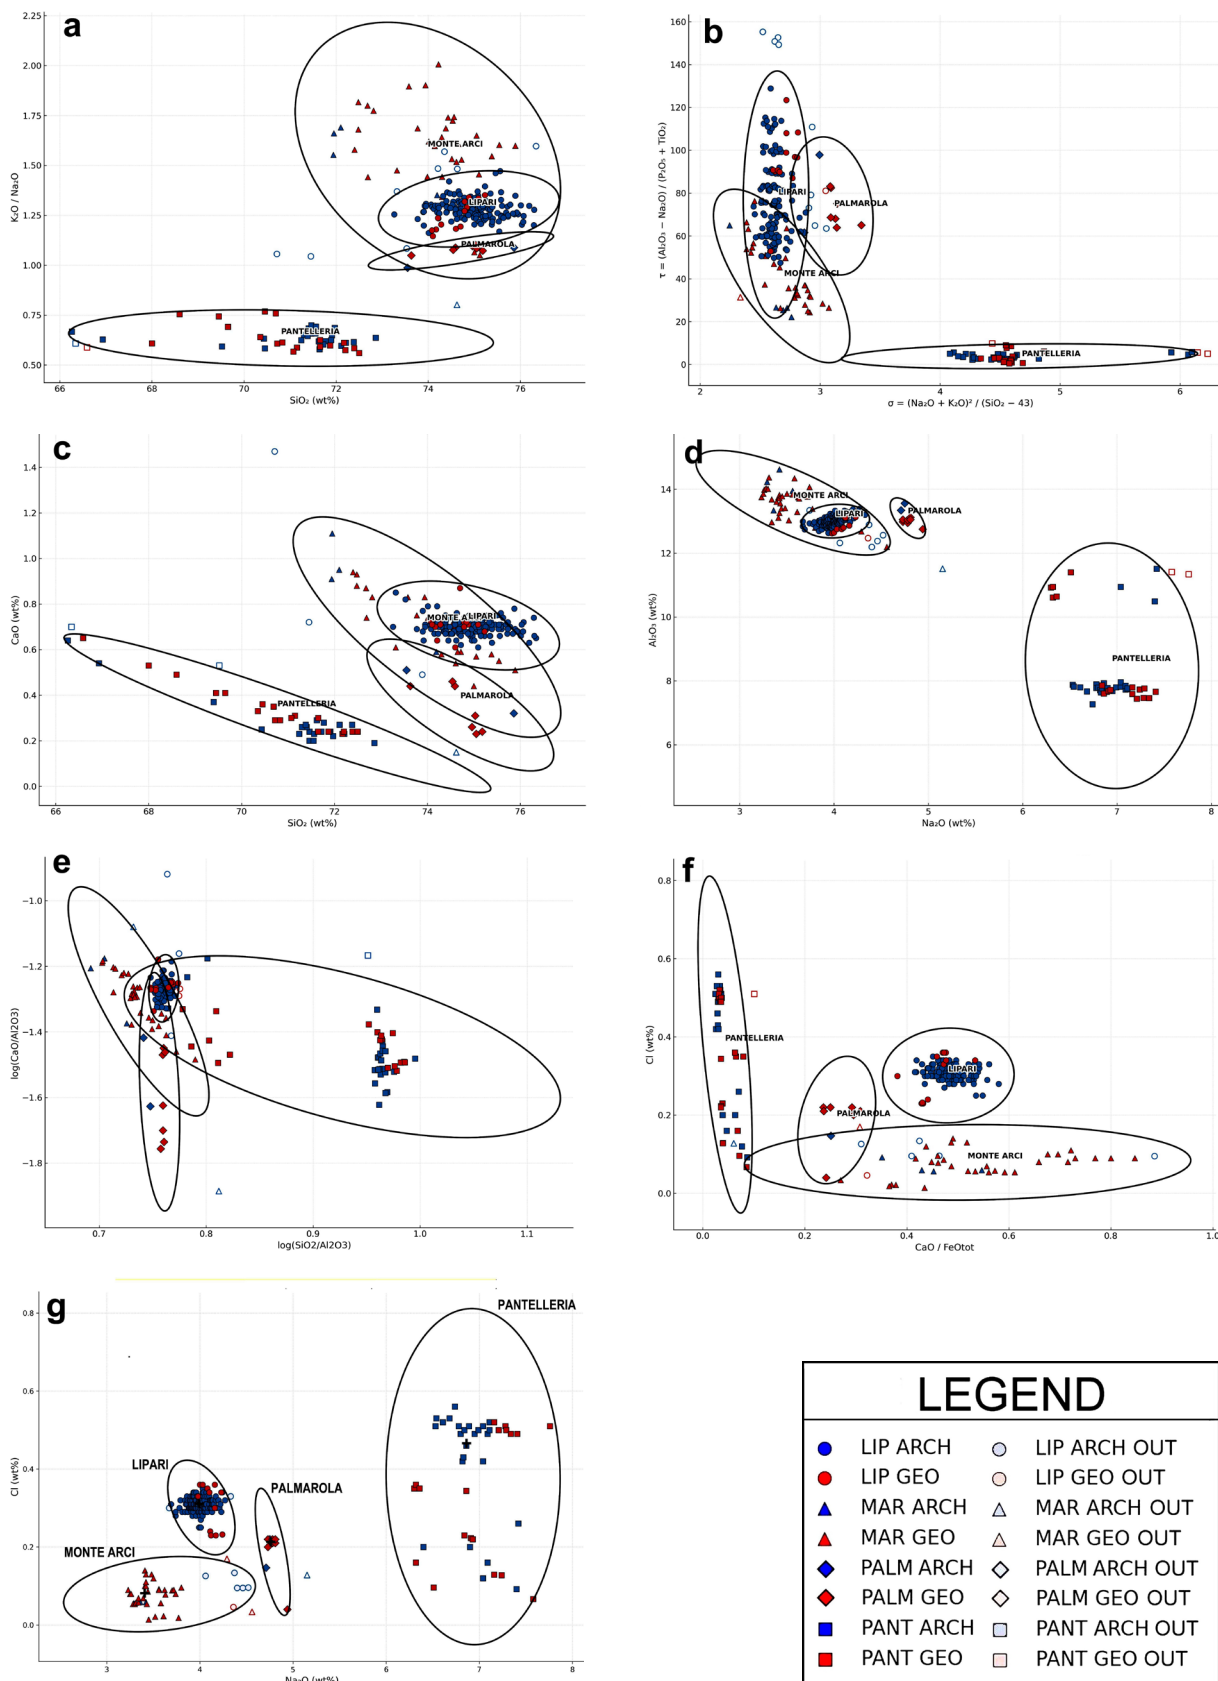 a
2.25
2.00
1.75
1.50
1.25
1.00
0.75
0.50
K₂O / Na₂O
MONTE ARCI
LIPARI
PALMAROLA
PANTELLERIA
66 68 70 72 74 76
SiO₂ (wt%)
b
160
140
120
100
80
60
40
20
0
τ = (Al₂O₃ − Na₂O) / (P₂O₅ + TiO₂)
LIPARI
PALMAROLA
MONTE ARCI
PANTELLERIA
2 3 4 5 6
σ = (Na₂O + K₂O)² / (SiO₂ − 43)
c
1.4
1.2
1.0
0.8
0.6
0.4
0.2
0.0
CaO (wt%)
MONTE A LIPARI
PALMAROLA
PANTELLERIA
66 68 70 72 74 76
SiO₂ (wt%)
d
14
12
10
8
6
Al₂O₃ (wt%)
MONTE ARCI
LIPARI
PALMAROLA
PANTELLERIA
3 4 5 6 7 8
Na₂O (wt%)
e
−1.0
−1.2
−1.4
−1.6
−1.8
log(CaO/Al2O3)
0.7 0.8 0.9 1.0 1.1
log(SiO2/Al2O3)
f
0.8
0.6
0.4
0.2
0.0
Cl (wt%)
PANTELLERIA
LIPARI
PALMAROLA
MONTE ARCI
0.0 0.2 0.4 0.6 0.8 1.0
CaO / FeOtot
g
0.8
0.6
0.4
0.2
0.0
Cl (wt%)
PANTELLERIA
LIPARI
PALMAROLA
MONTE ARCI
3 4 5 6 7 8
Na₂O (wt%)
LEGEND
LIP ARCH LIP ARCH OUT
LIP GEO LIP GEO OUT
MAR ARCH MAR ARCH OUT
MAR GEO MAR GEO OUT
PALM ARCH PALM ARCH OUT
PALM GEO PALM GEO OUT
PANT ARCH PANT ARCH OUT
PANT GEO PANT GEO OUT